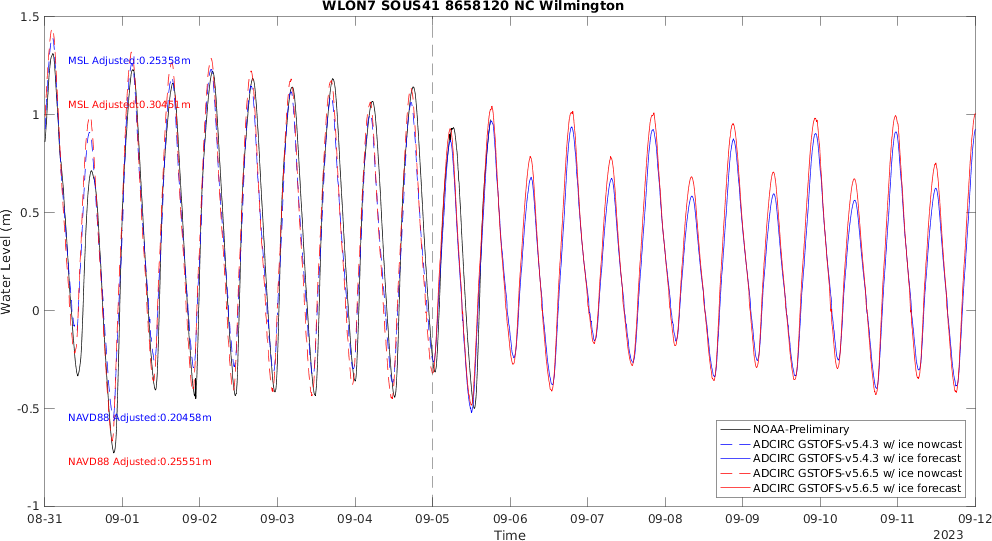 WLON7 SOUS41 8658120 NC Wilmington
1.5
1
0.5
0
-0.5
-1
Water Level (m)
MSL Adjusted:0.25358m
MSL Adjusted:0.30451m
NAVD88 Adjusted:0.20458m
NAVD88 Adjusted:0.25551m
NOAA-Preliminary
ADCIRC GSTOFS-v5.4.3 w/ ice nowcast
ADCIRC GSTOFS-v5.4.3 w/ ice forecast
ADCIRC GSTOFS-v5.6.5 w/ ice nowcast
ADCIRC GSTOFS-v5.6.5 w/ ice forecast
08-31 09-01 09-02 09-03 09-04 09-05 09-06 09-07 09-08 09-09 09-10 09-11 09-12
Time
2023